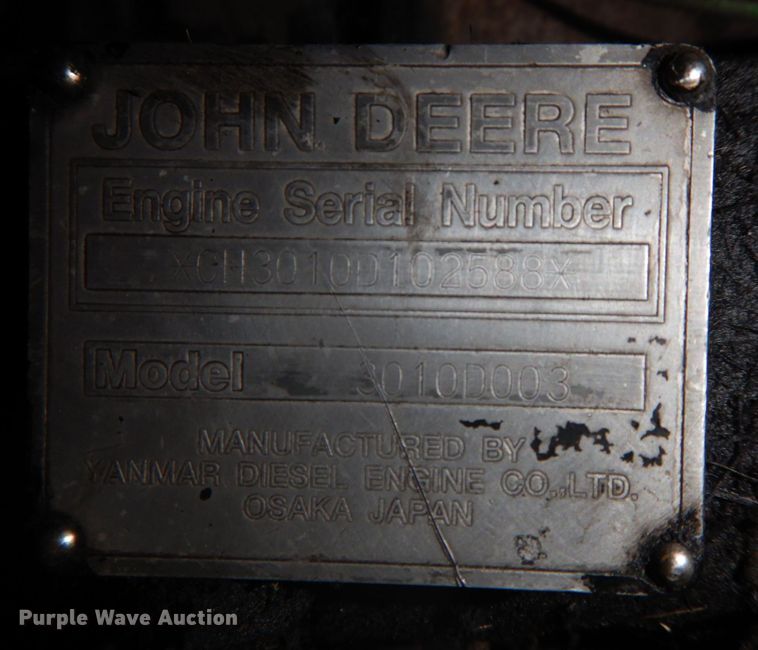 JOHN DEERE
Engine Serial Number
XCH3010D102588X
Model 3010D003
MANUFACTURED BY
YANMAR DIESEL ENGINE CO.,LTD.
OSAKA JAPAN
Purple Wave Auction